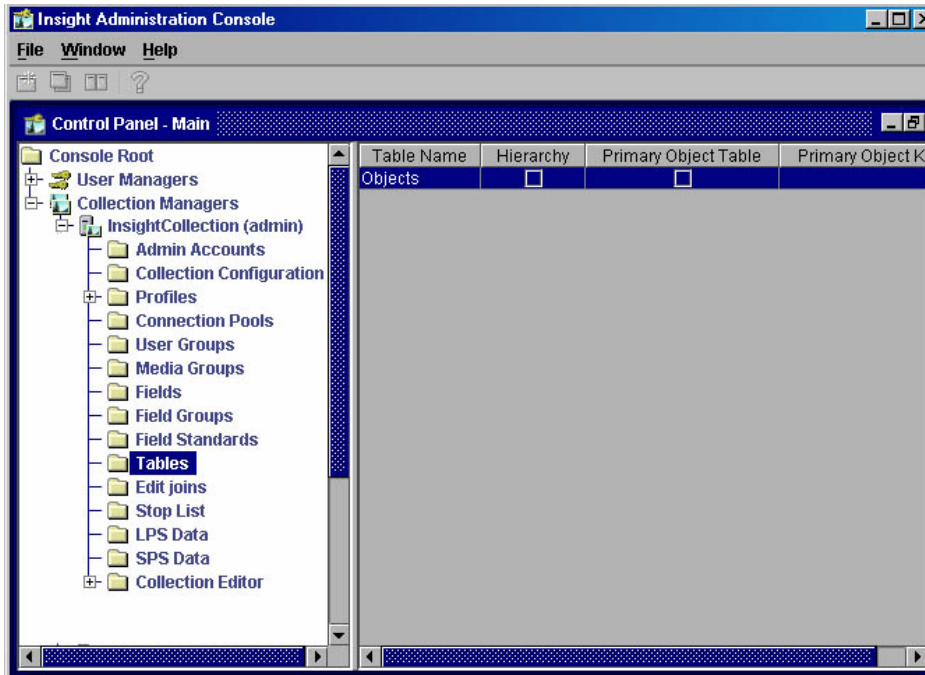 Insight Administration Console
File Window Help
Control Panel - Main
Console Root
User Managers
Collection Managers
InsightCollection (admin)
Admin Accounts
Collection Configuration
Profiles
Connection Pools
User Groups
Media Groups
Fields
Field Groups
Field Standards
Tables
Edit joins
Stop List
LPS Data
SPS Data
Collection Editor
Table Name Hierarchy Primary Object Table Primary Object K
Objects